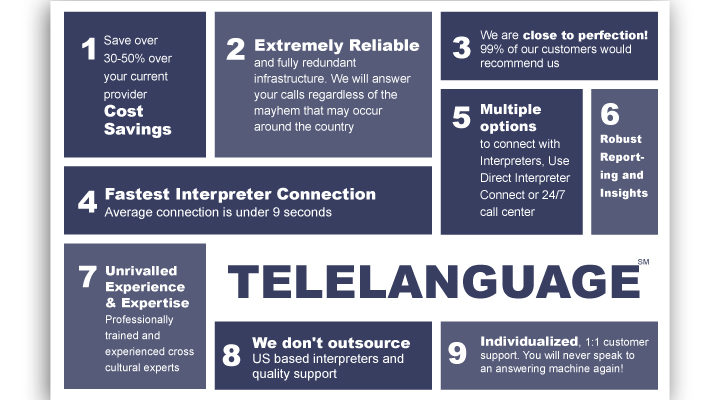 1
Save over
30-50% over
your current
provider
Cost
Savings
2
Extremely Reliable
and fully redundant
infrastructure. We will answer
your calls regardless of the
mayhem that may occur
around the country
3
We are close to perfection!
99% of our customers would
recommend us
4
Fastest Interpreter Connection
Average connection is under 9 seconds
5
Multiple
options
to connect with
Interpreters, Use
Direct Interpreter
Connect or 24/7
call center
6
Robust
Report-
ing and
Insights
7
Unrivalled
Experience
& Expertise
Professionally
trained and
experienced cross
cultural experts
TELELANGUAGE SM
8
We don't outsource
US based interpreters and
quality support
9
Individualized, 1:1 customer
support. You will never speak to
an answering machine again!